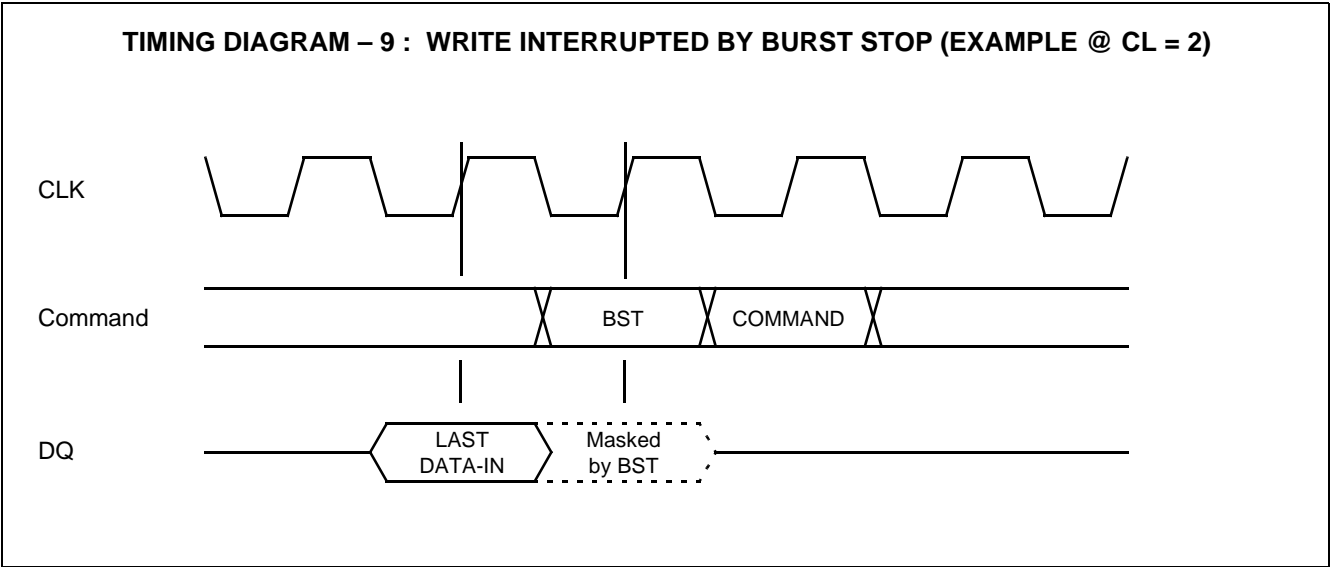 TIMING DIAGRAM – 9 : WRITE INTERRUPTED BY BURST STOP (EXAMPLE @ CL = 2)
CLK
Command
BST
COMMAND
DQ
LAST
DATA-IN
Masked
by BST